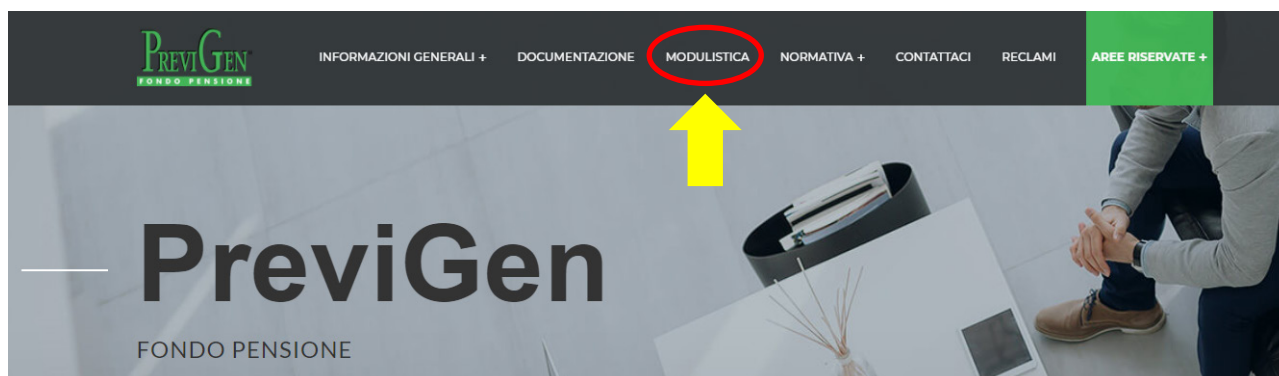 PREVIGEN
FONDO PENSIONE
INFORMAZIONI GENERALI +
DOCUMENTAZIONE
MODULISTICA
NORMATIVA +
CONTATTACI
RECLAMI
AREE RISERVATE +
PreviGen
FONDO PENSIONE